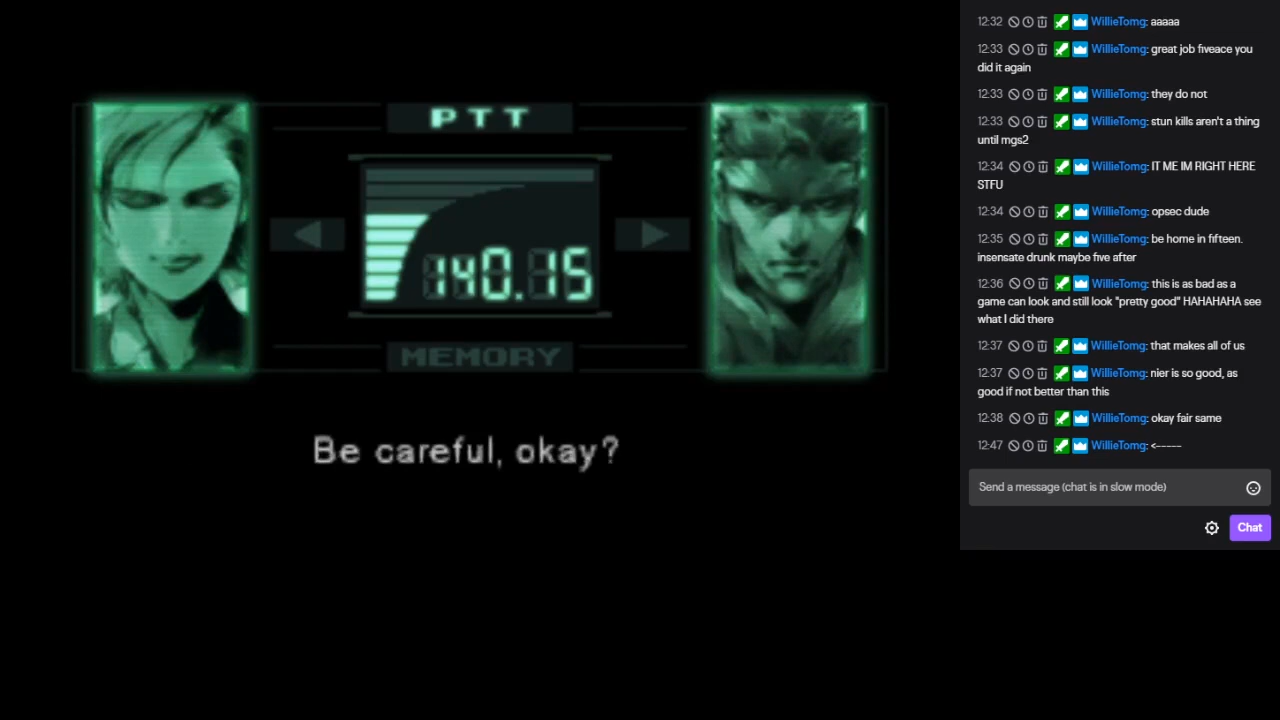 PTT
140.15
MEMORY
Be careful, okay?
12:32 WillieTomg: aaaaa
12:33 WillieTomg: great job fiveace you
did it again
12:33 WillieTomg: they do not
12:33 WillieTomg: stun kills aren't a thing
until mgs2
12:34 WillieTomg: IT ME IM RIGHT HERE
STFU
12:34 WillieTomg: opsec dude
12:35 WillieTomg: be home in fifteen.
insensate drunk maybe five after
12:36 WillieTomg: this is as bad as a
game can look and still look "pretty good" HAHAHAHA see
what I did there
12:37 WillieTomg: that makes all of us
12:37 WillieTomg: nier is so good, as
good if not better than this
12:38 WillieTomg: okay fair same
12:47 WillieTomg: <-----
Send a message (chat is in slow mode)
Chat